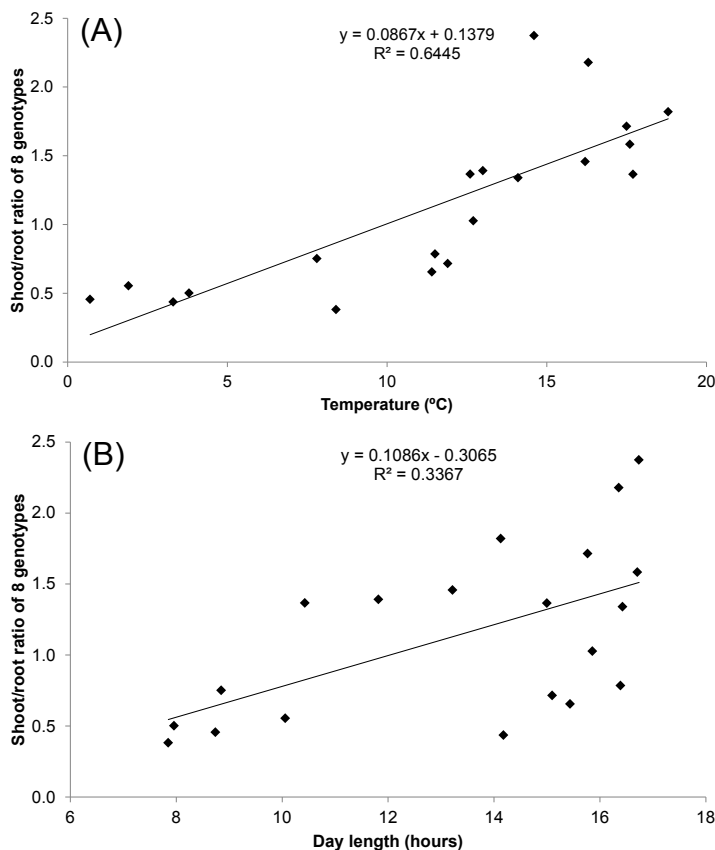 (A)
y = 0.0867x + 0.1379
R² = 0.6445
Shoot/root ratio of 8 genotypes
2.5
2.0
1.5
1.0
0.5
0.0
0 5 10 15 20
Temperature (ºC)
(B)
y = 0.1086x - 0.3065
R² = 0.3367
Shoot/root ratio of 8 genotypes
2.5
2.0
1.5
1.0
0.5
0.0
6 8 10 12 14 16 18
Day length (hours)